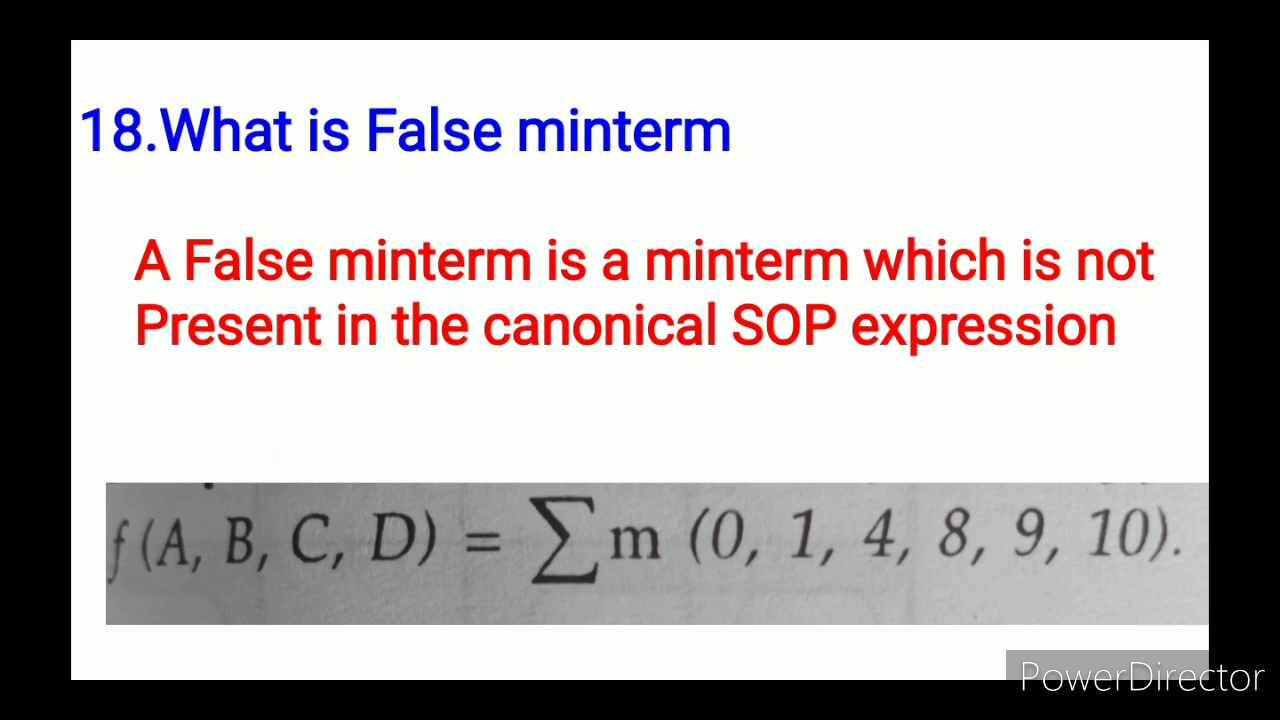 18.What is False minterm
A False minterm is a minterm which is not
Present in the canonical SOP expression
f (A, B, C, D) = ∑ m (0, 1, 4, 8, 9, 10).
PowerDirector